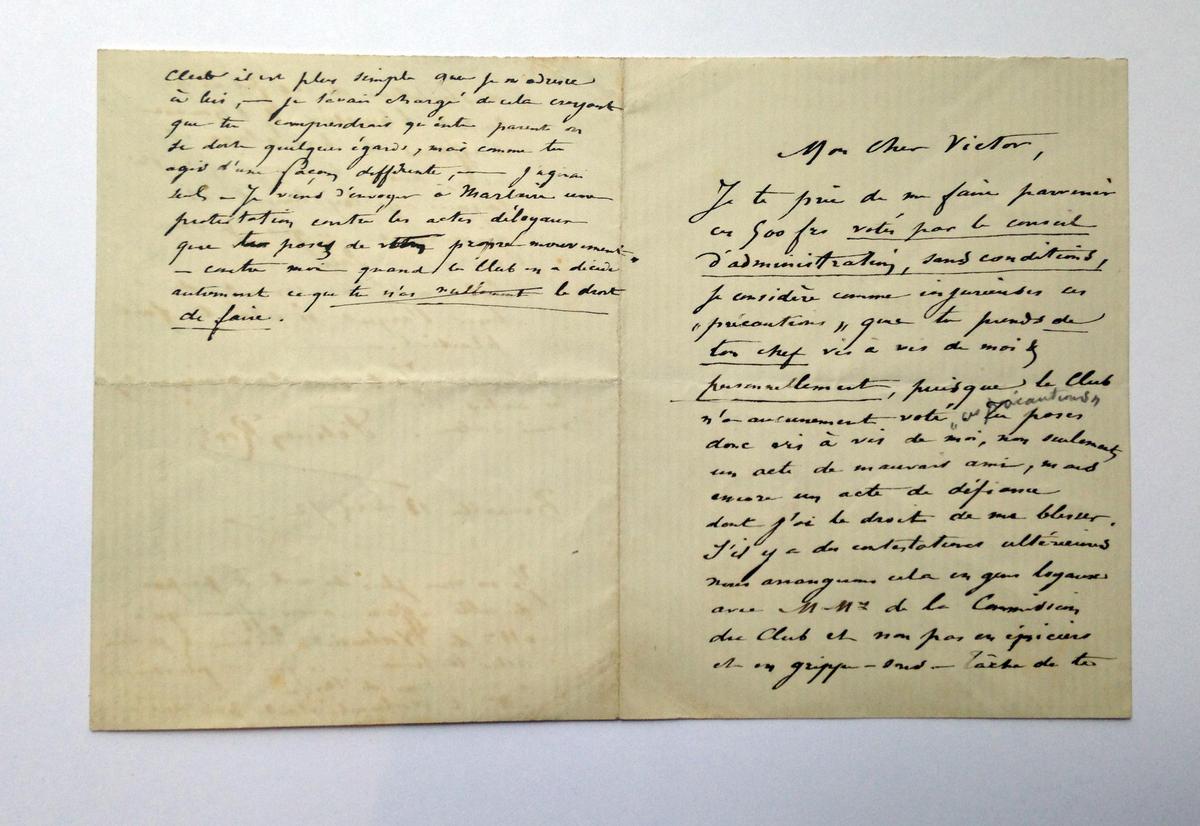 Mon cher Victor,
Je te prie de me faire parvenir
ces 500 frs votés par le conseil
d'administration, sans conditions,
je considère comme injurieuses ces
„précautions„ que tu prends de
ton chef vis à vis de moi &
personnellement, puisque le Club
n'a aucunement voté „ces précautions„ Tu poses
donc vis à vis de moi, non seulement
un acte de mauvais ami, mais
encore un acte de défiance
dont j'ai le droit de me blesser.
S'il y a des contestations ultérieures
nous arrangerons cela en gens loyaux
avec M-Mrs de la Commission
du Club et non pas en épiciers
et en grippe-sous — Tâche de te
Club il est plus simple que je m'adresse
à lui, — je t'avais chargé de cela croyant
que tu comprendrais qu'entre parent on
se doit quelques égards, mais comme tu
agis d'une façon différente, — j'agirai
seul — Je viens d'envoyer à une
protestation contre les actes déloyaux
que tu poses de propre mouvement„
— contre moi quand le Club en a décidé
autrement ce que tu n'as nullement le droit
de faire.